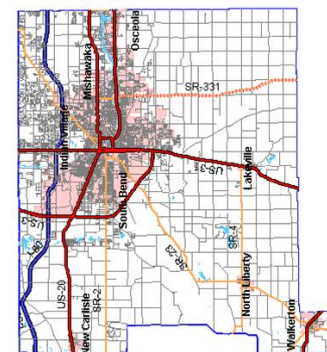 Osceola
Mishawaka
SR-331
Indian Village
Lakeville
US-31
South Bend
SR-23
SR-4
North Liberty
US-20
SR-2
New Carlisle
Walkerton